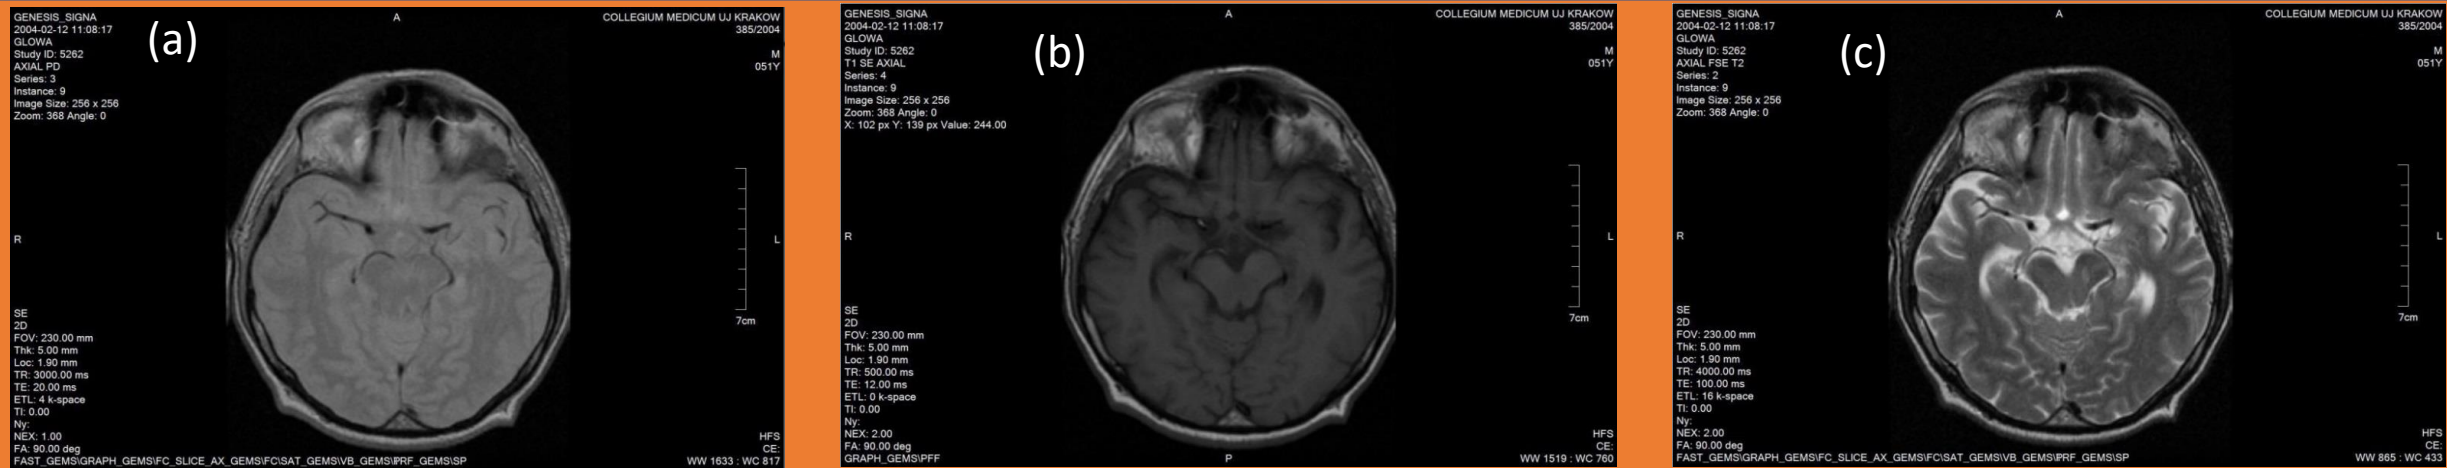 GENESIS_SIGNA
2004-02-12 11:08:17
GLOWA
Study ID: 5262
AXIAL PD
Series: 3
Instance: 9
Image Size: 256 x 256
Zoom: 368 Angle: 0
(a)
A
COLLEGIUM MEDICUM UJ KRAKOW
385/2004
M
051Y
R
L
7cm
SE
2D
FOV: 230.00 mm
Thk: 5.00 mm
Loc: 1.90 mm
TR: 3000.00 ms
TE: 20.00 ms
ETL: 4 k-space
TI: 0.00
Ny:
NEX: 1.00
FA: 90.00 deg
FAST_GEMS\GRAPH_GEMS\FC_SLICE_AX_GEMS\FC\SAT_GEMS\VB_GEMS\PRF_GEMS\SP
HFS
CE:
WW 1633 : WC 817
GENESIS_SIGNA
2004-02-12 11:08:17
GLOWA
Study ID: 5262
T1 SE AXIAL
Series: 4
Instance: 9
Image Size: 256 x 256
Zoom: 368 Angle: 0
X: 102 px Y: 139 px Value: 244.00
(b)
A
COLLEGIUM MEDICUM UJ KRAKOW
385/2004
M
051Y
R
L
7cm
SE
2D
FOV: 230.00 mm
Thk: 5.00 mm
Loc: 1.90 mm
TR: 500.00 ms
TE: 12.00 ms
ETL: 0 k-space
TI: 0.00
Ny:
NEX: 2.00
FA: 90.00 deg
GRAPH_GEMS\PFF
P
HFS
CE:
WW 1519 : WC 760
GENESIS_SIGNA
2004-02-12 11:08:17
GLOWA
Study ID: 5262
AXIAL FSE T2
Series: 2
Instance: 9
Image Size: 256 x 256
Zoom: 368 Angle: 0
(c)
A
COLLEGIUM MEDICUM UJ KRAKOW
385/2004
M
051Y
R
L
7cm
SE
2D
FOV: 230.00 mm
Thk: 5.00 mm
Loc: 1.90 mm
TR: 4000.00 ms
TE: 100.00 ms
ETL: 16 k-space
TI: 0.00
Ny:
NEX: 2.00
FA: 90.00 deg
FAST_GEMS\GRAPH_GEMS\FC_SLICE_AX_GEMS\FC\SAT_GEMS\VB_GEMS\PRF_GEMS\SP
HFS
CE:
WW 865 : WC 433